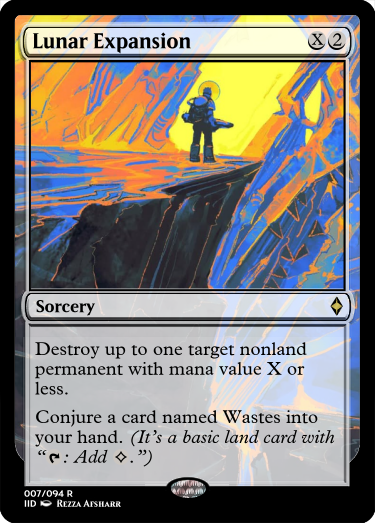 Lunar Expansion X 2
Sorcery
Destroy up to one target nonland
permanent with mana value X or
less.
Conjure a card named Wastes into
your hand. (It's a basic land card with
“: Add .”)
007/094 R
IID Rezza Afsharr